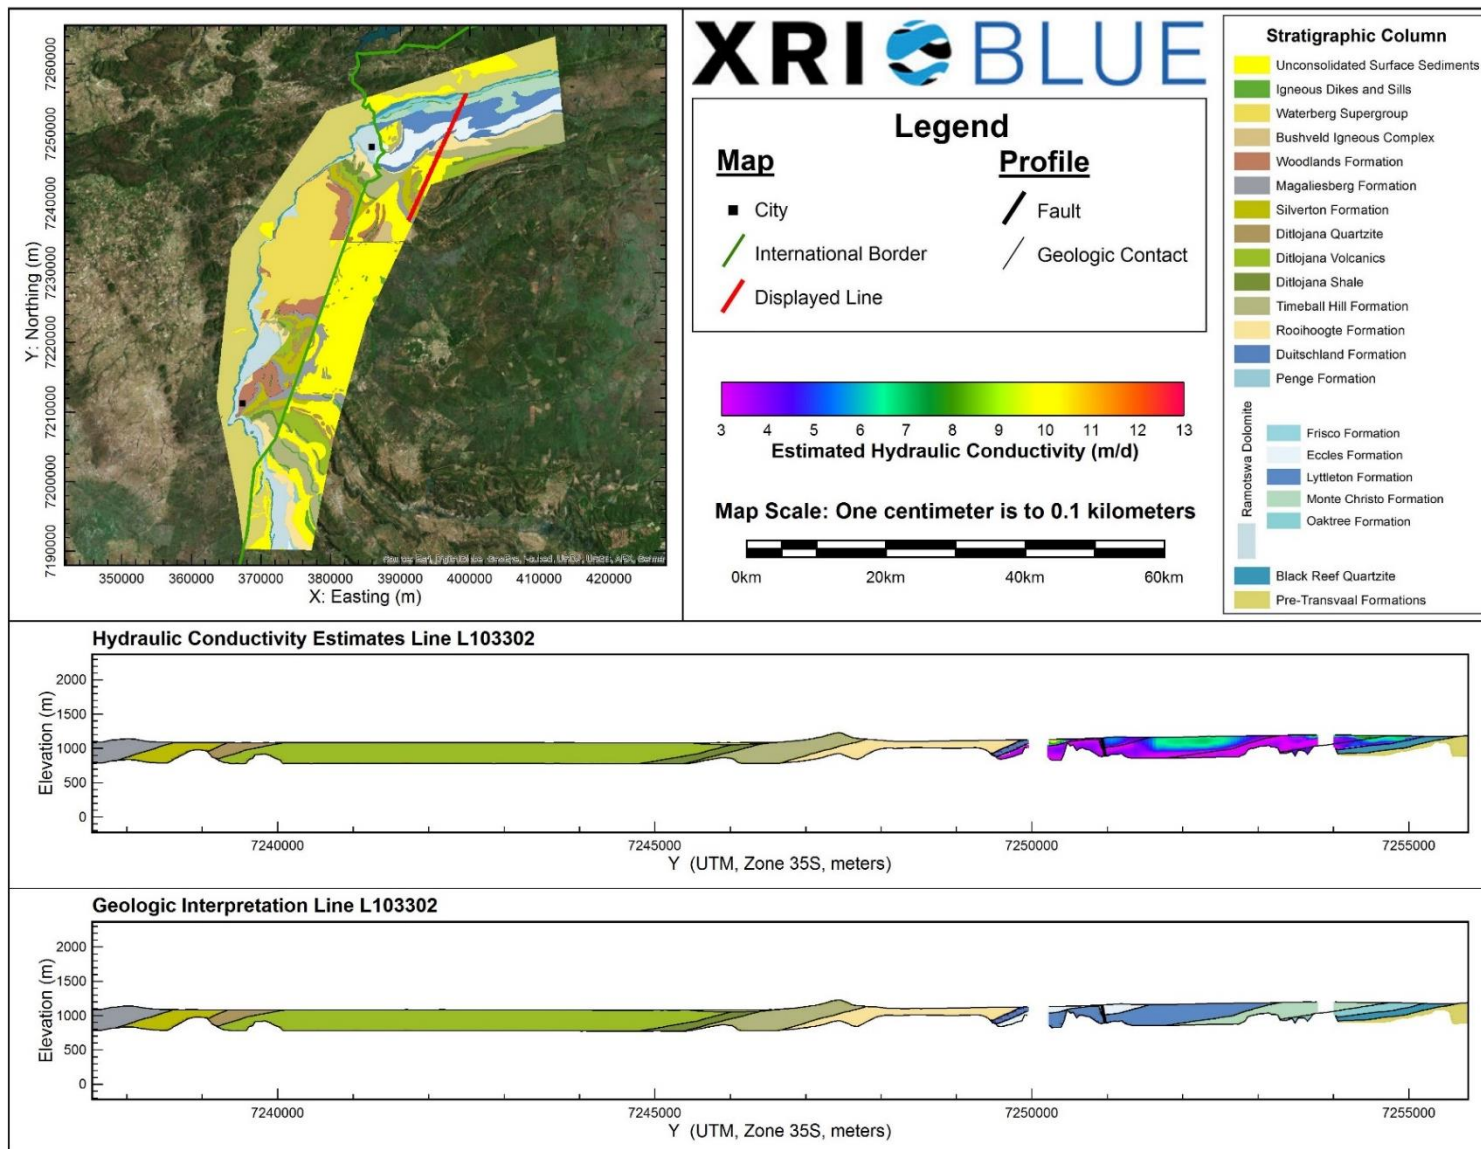 XRI BLUE
Legend
Map
Profile
City
Fault
International Border
Geologic Contact
Displayed Line
3 4 5 6 7 8 9 10 11 12 13
Estimated Hydraulic Conductivity (m/d)
Map Scale: One centimeter is to 0.1 kilometers
0km 20km 40km 60km
Stratigraphic Column
Unconsolidated Surface Sediments
Igneous Dikes and Sills
Waterberg Supergroup
Bushveld Igneous Complex
Woodlands Formation
Magaliesberg Formation
Silverton Formation
Ditlojana Quartzite
Ditlojana Volcanics
Ditlojana Shale
Timeball Hill Formation
Rooihoogte Formation
Duitschland Formation
Penge Formation
Ramotswa Dolomite
Frisco Formation
Eccles Formation
Lyttleton Formation
Monte Christo Formation
Oaktree Formation
Black Reef Quartzite
Pre-Transvaal Formations
Y: Northing (m)
7260000
7250000
7240000
7230000
7220000
7210000
7200000
7190000
350000 360000 370000 380000 390000 400000 410000 420000
X: Easting (m)
Hydraulic Conductivity Estimates Line L103302
Elevation (m)
2000
1500
1000
500
0
7240000 7245000 7250000 7255000
Y (UTM, Zone 35S, meters)
Geologic Interpretation Line L103302
Elevation (m)
2000
1500
1000
500
0
7240000 7245000 7250000 7255000
Y (UTM, Zone 35S, meters)